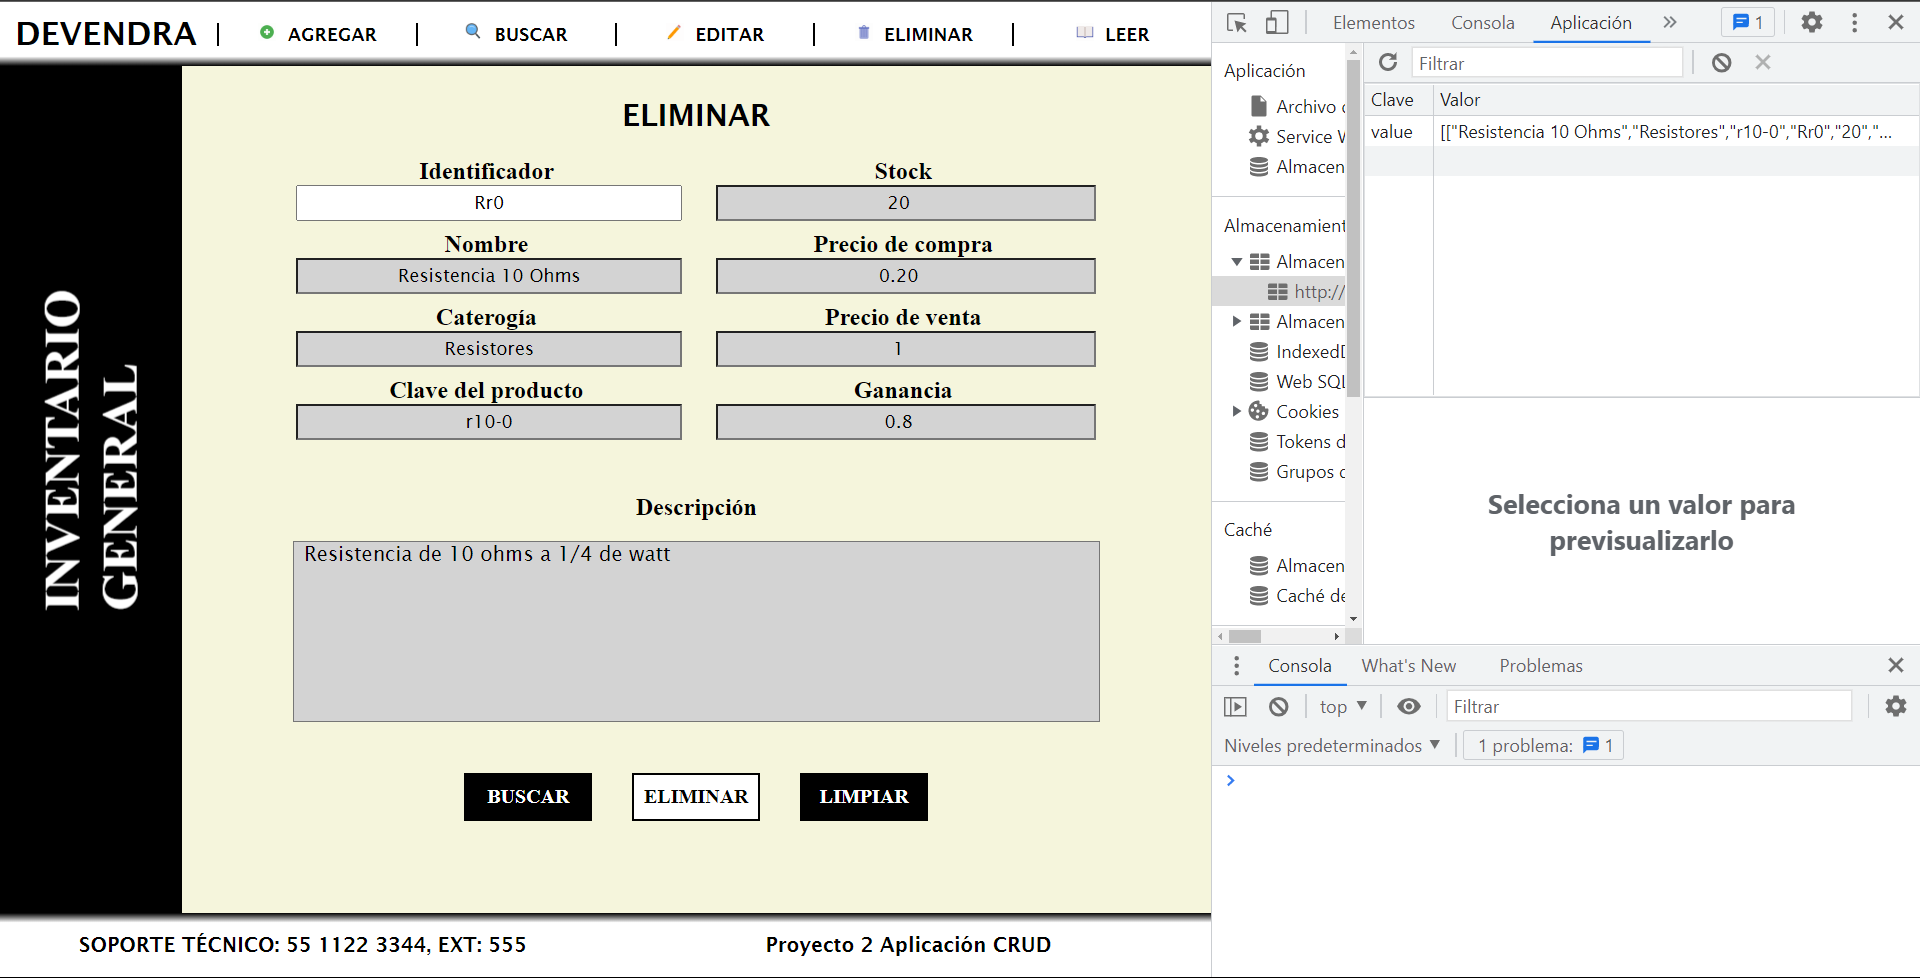 DEVENDRA | AGREGAR | BUSCAR | EDITAR | ELIMINAR | LEER
INVENTARIO
GENERAL
ELIMINAR
Identificador
Rr0
Stock
20
Nombre
Resistencia 10 Ohms
Precio de compra
0.20
Caterogía
Resistores
Precio de venta
1
Clave del producto
r10-0
Ganancia
0.8
Descripción
Resistencia de 10 ohms a 1/4 de watt
BUSCAR
ELIMINAR
LIMPIAR
SOPORTE TÉCNICO: 55 1122 3344, EXT: 555
Proyecto 2 Aplicación CRUD
Elementos Consola Aplicación 1
Aplicación
Archivo
Service W
Almacen
Almacenamient
Almacen
http://
Almacen
IndexedD
Web SQL
Cookies
Tokens d
Grupos
Caché
Almacen
Caché de
Filtrar
Clave Valor
value [["Resistencia 10 Ohms","Resistores","r10-0","Rr0","20","...
Selecciona un valor para
previsualizarlo
Consola What's New Problemas
top Filtrar
Niveles predeterminados 1 problema: 1